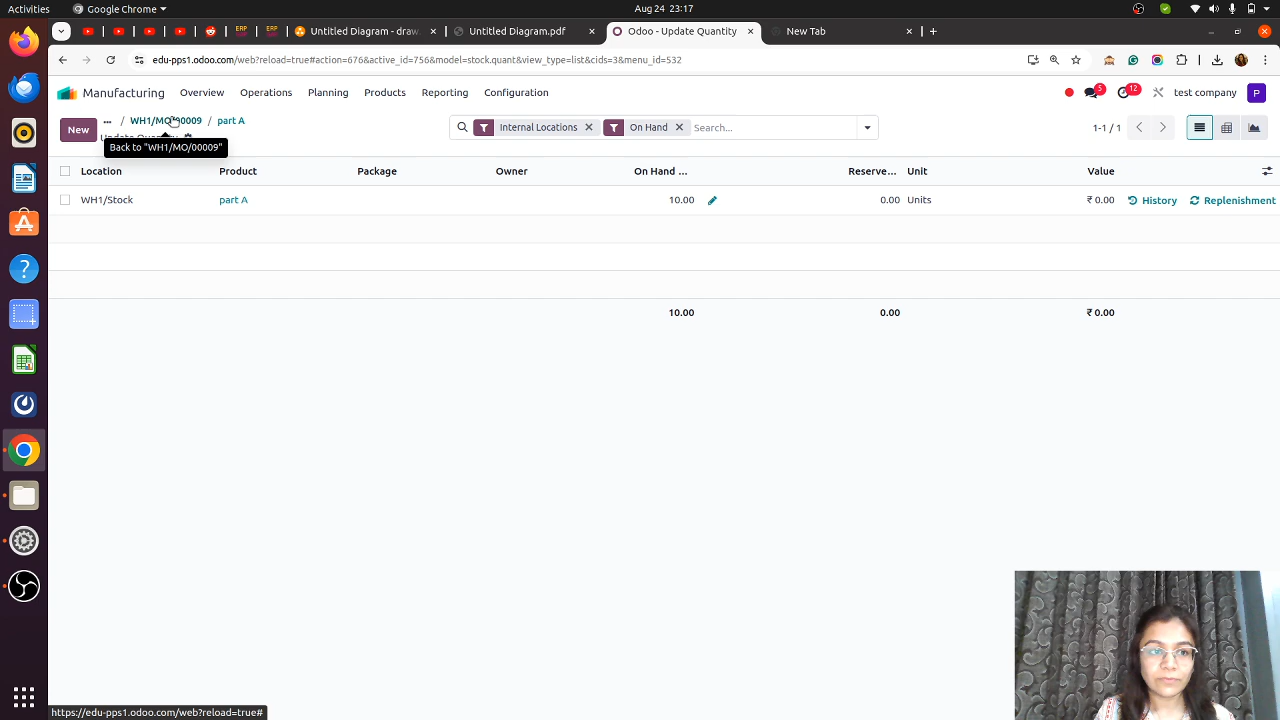 Activities
Google Chrome
Aug 24 23:17
Untitled Diagram - draw.
Untitled Diagram.pdf
Odoo - Update Quantity
New Tab
edu-pps1.odoo.com/web?reload=true#action=676&active_id=756&model=stock.quant&view_type=list&cids=3&menu_id=532
Manufacturing
Overview
Operations
Planning
Products
Reporting
Configuration
5
12
test company
P
New
... / WH1/MO/00009 / part A
Update Quantity
Back to "WH1/MO/00009"
Internal Locations
On Hand
Search...
1-1 / 1
Location Product Package Owner On Hand ... Reserve... Unit Value
WH1/Stock part A 10.00 0.00 Units ₹ 0.00 History Replenishment
10.00 0.00 ₹ 0.00
https://edu-pps1.odoo.com/web?reload=true#